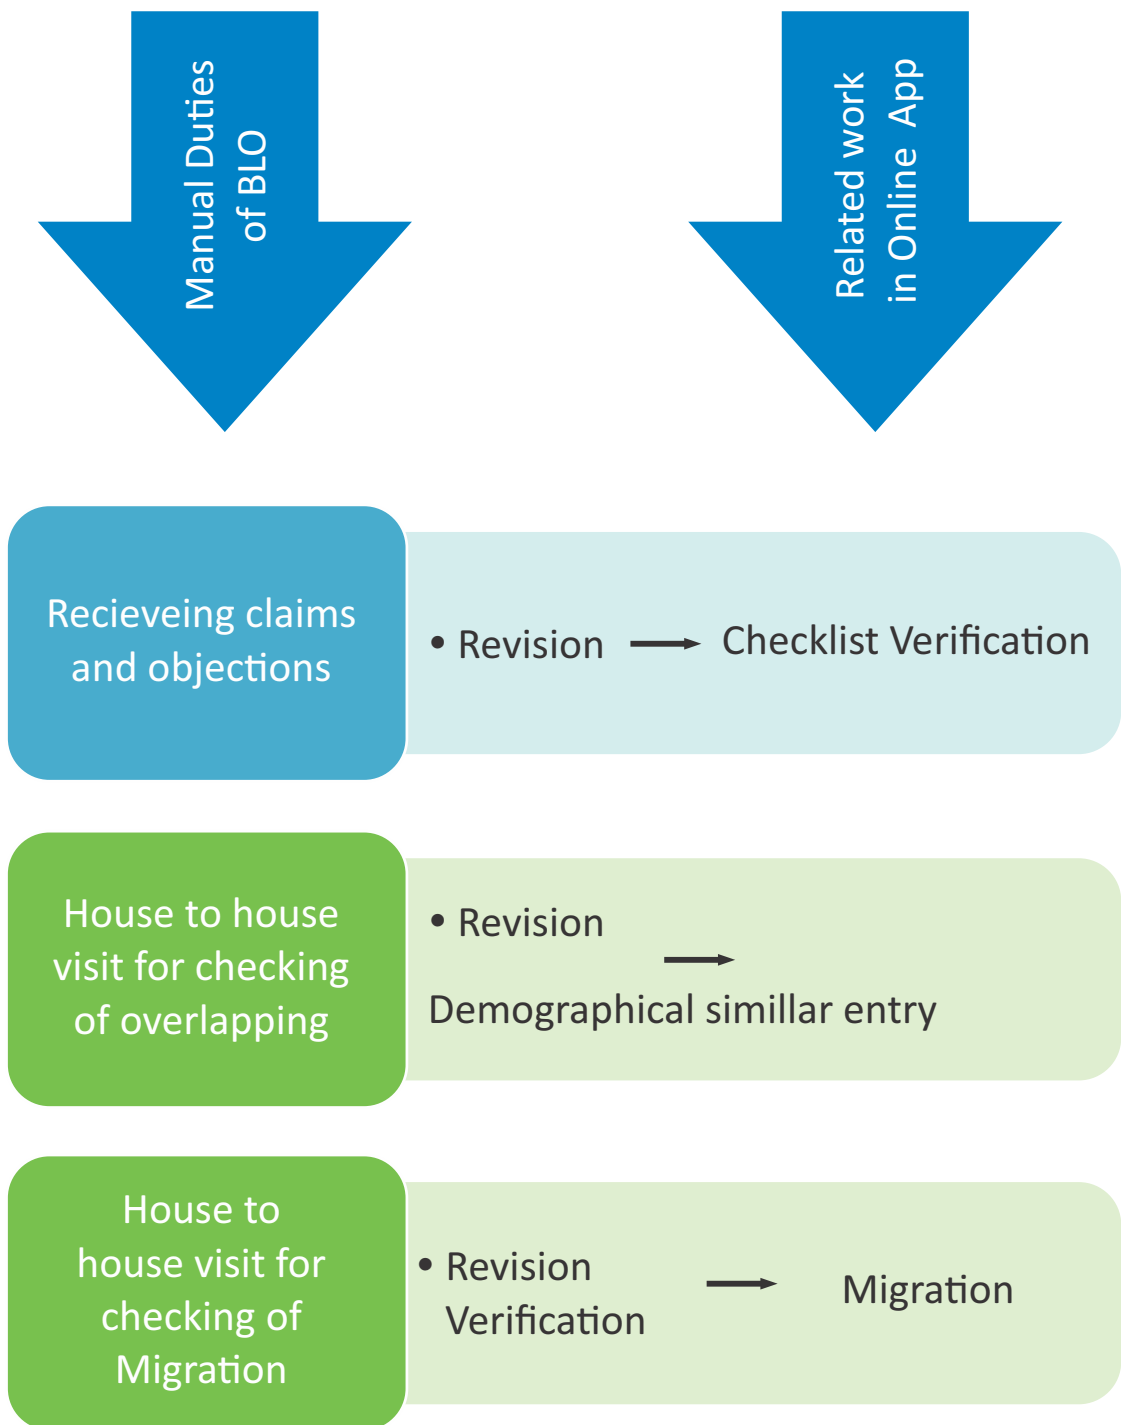 Manual Duties
of BLO
Related work
in Online App
Recieveing claims
and objections
• Revision → Checklist Verification
House to house
visit for checking
of overlapping
• Revision
→
Demographical simillar entry
House to
house visit for
checking of
Migration
• Revision → Migration
Verification